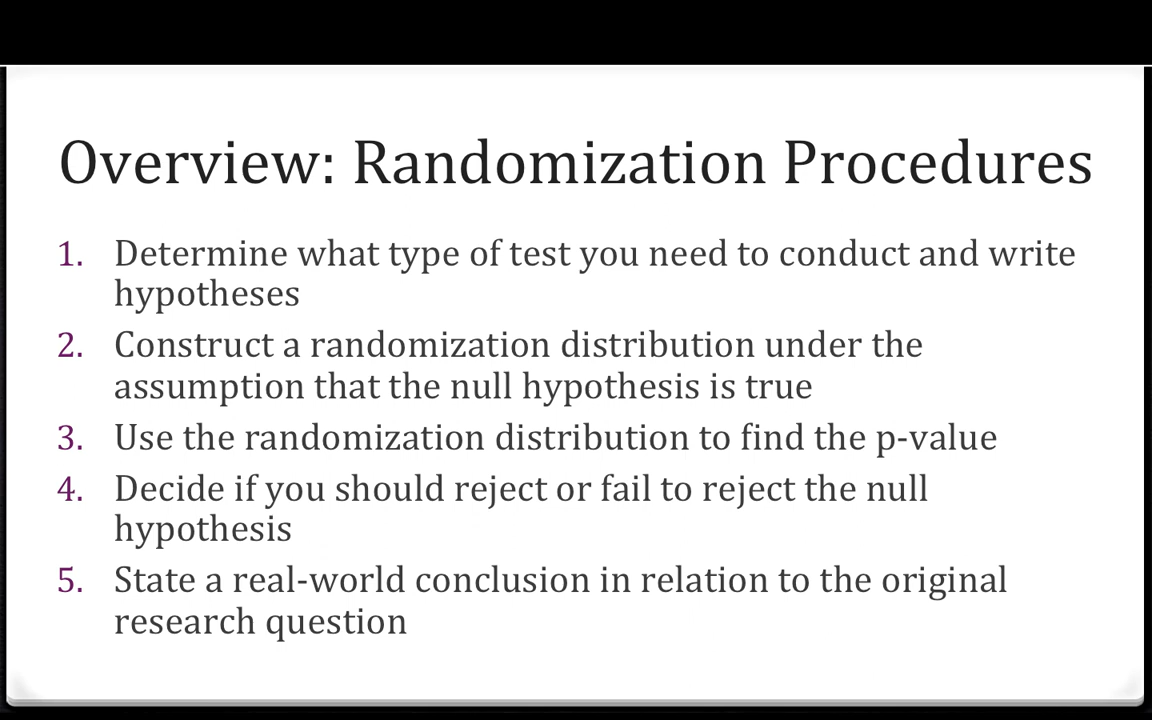 Overview: Randomization Procedures
1. Determine what type of test you need to conduct and write
hypotheses
2. Construct a randomization distribution under the
assumption that the null hypothesis is true
3. Use the randomization distribution to find the p-value
4. Decide if you should reject or fail to reject the null
hypothesis
5. State a real-world conclusion in relation to the original
research question